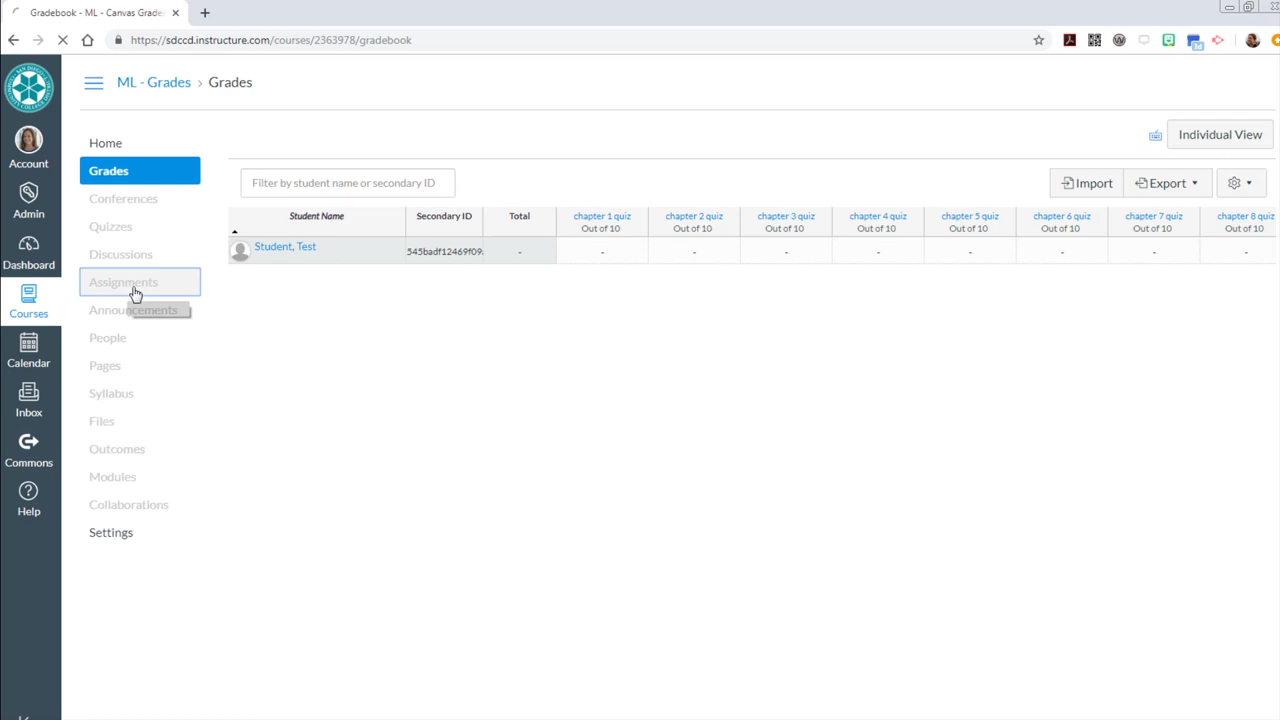 Gradebook - ML - Canvas Grade
https://sdccd.instructure.com/courses/2363978/gradebook
ML - Grades > Grades
Account
Admin
Dashboard
Courses
Calendar
Inbox
Commons
Help
Home
Grades
Conferences
Quizzes
Discussions
Assignments
Announcements
People
Pages
Syllabus
Files
Outcomes
Modules
Collaborations
Settings
Individual View
Filter by student name or secondary ID
Import
Export
Student Name Secondary ID Total
chapter 1 quiz
Out of 10
chapter 2 quiz
Out of 10
chapter 3 quiz
Out of 10
chapter 4 quiz
Out of 10
chapter 5 quiz
Out of 10
chapter 6 quiz
Out of 10
chapter 7 quiz
Out of 10
chapter 8 quiz
Out of 10
Student, Test 545badf12469f09 - - - - - - - - -